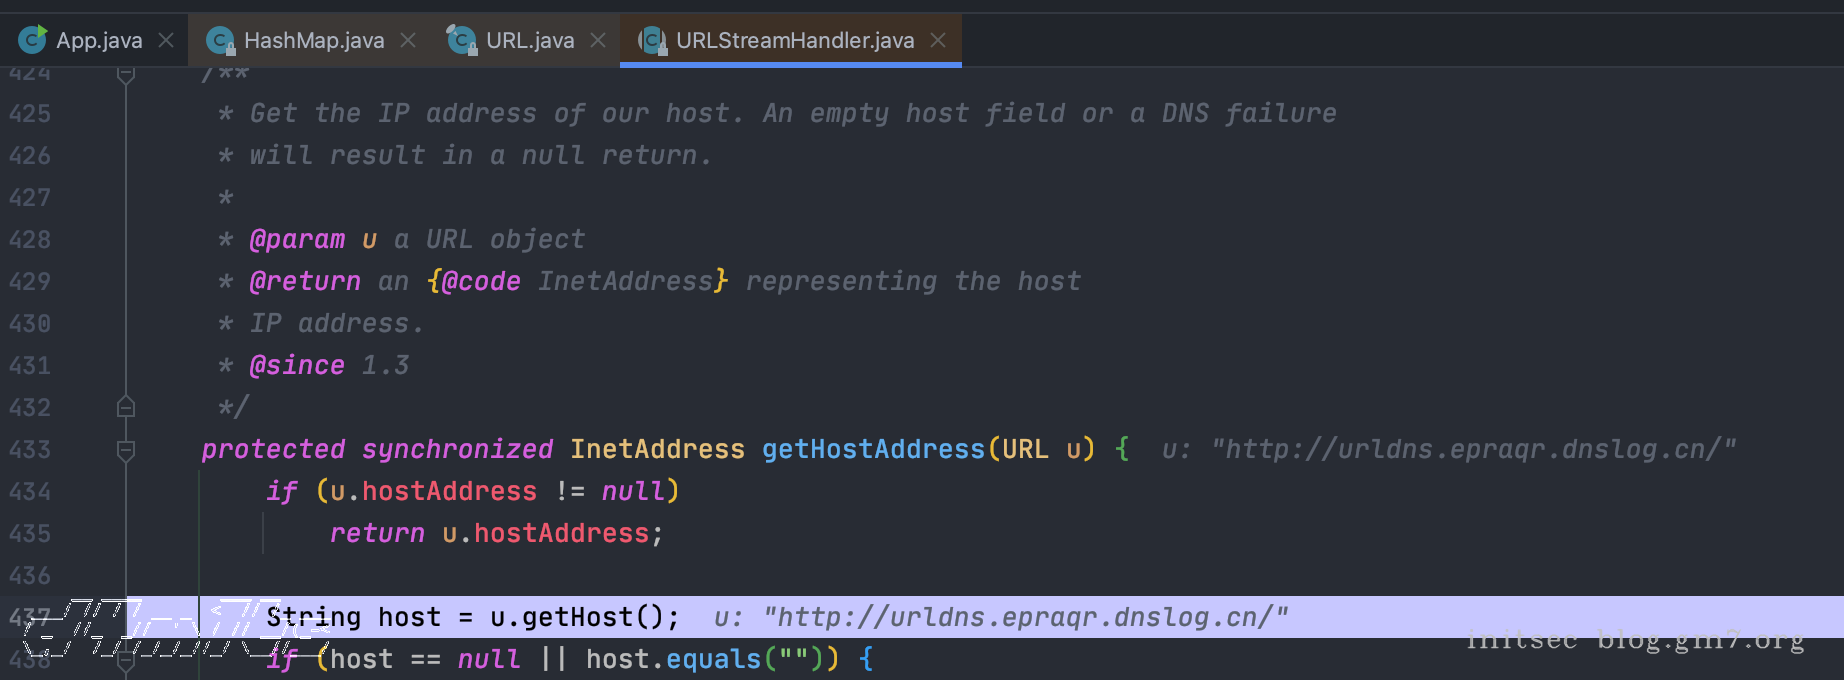 App.java
HashMap.java
URL.java
URLStreamHandler.java
424 /**
425 * Get the IP address of our host. An empty host field or a DNS failure
426 * will result in a null return.
427 *
428 * @param u a URL object
429 * @return an {@code InetAddress} representing the host
430 * IP address.
431 * @since 1.3
432 */
433 protected synchronized InetAddress getHostAddress(URL u) { u: "http://urldns.epraqr.dnslog.cn/"
434 if (u.hostAddress != null)
435 return u.hostAddress;
436
437 String host = u.getHost(); u: "http://urldns.epraqr.dnslog.cn/"
438 if (host == null || host.equals("")) {
initsec blog.gm7.org